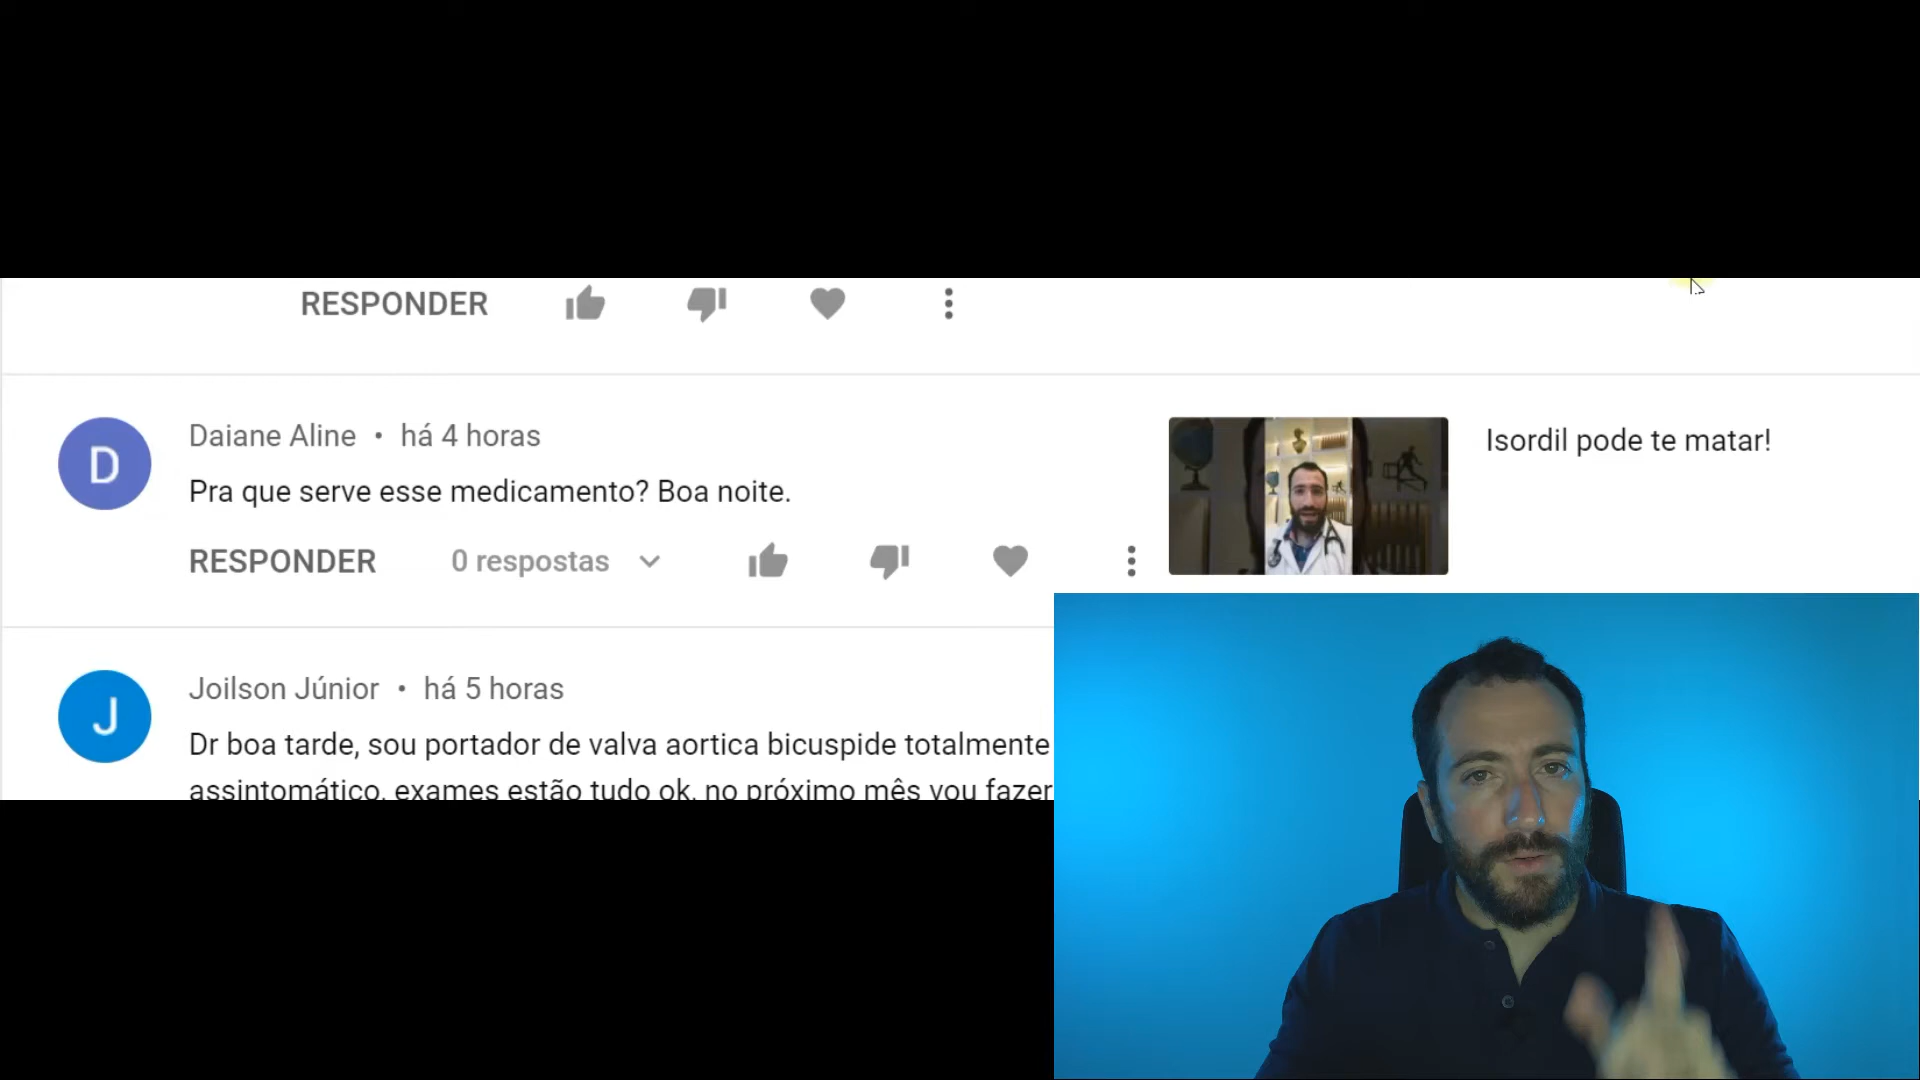 RESPONDER
D
Daiane Aline • há 4 horas
Pra que serve esse medicamento? Boa noite.
RESPONDER 0 respostas
Isordil pode te matar!
J
Joilson Júnior • há 5 horas
Dr boa tarde, sou portador de valva aortica bicuspide totalmente
assintomático, exames estão tudo ok, no próximo mês vou fazer